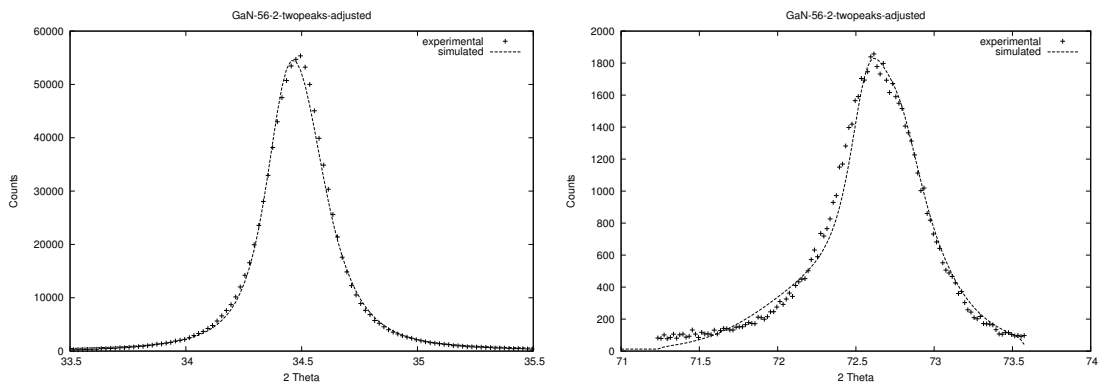 GaN-56-2-twopeaks-adjusted
60000
50000
40000
30000
20000
10000
0
Counts
experimental
simulated
33.5 34 34.5 35 35.5
2 Theta
GaN-56-2-twopeaks-adjusted
2000
1800
1600
1400
1200
1000
800
600
400
200
0
Counts
experimental
simulated
71 71.5 72 72.5 73 73.5 74
2 Theta